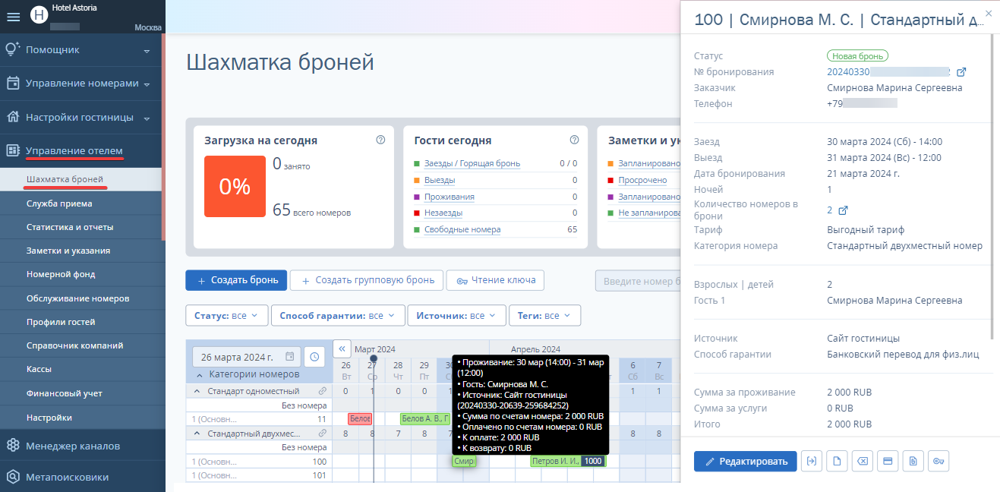 Hotel Astoria
Москва
Помощник
Управление номерами
Настройки гостиницы
Управление отелем
Шахматка броней
Служба приема
Статистика и отчеты
Заметки и указания
Номерной фонд
Обслуживание номеров
Профили гостей
Справочник компаний
Кассы
Финансовый учет
Настройки
Менеджер каналов
Метапоисковики
Шахматка броней
Загрузка на сегодня
0%
0 занято
65 всего номеров
Гости сегодня
Заезды / Горящая бронь 0 / 0
Выезды 0
Проживания 0
Незаезды 0
Свободные номера 65
Заметки и ук
Запланировано
Просрочено
Запланировано
Не запланирова
+ Создать бронь
+ Создать групповую бронь
Чтение ключа
Введите номер б
Статус: все
Способ гарантии: все
Источник: все
Теги: все
26 марта 2024 г.
« Март 2024 Апрель 2024
26 27 28 29 30 6 7
Вт Ср Чт Пт Сб Вс
Категории номеров
Стандарт одноместный 0 1 0 0 1 1
Без номера
1 (Основн... 11 Белов Белов А. В., Г
Стандартный двухмес... 8 8 7 8 8 8
Без номера
1 (Основн... 100 Смир Петров И. И., 1000
1 (Основн... 101
• Проживание: 30 мар (14:00) - 31 мар
(12:00)
• Гость: Смирнова М. С.
• Источник: Сайт гостиницы
(20240330-20639-259684252)
• Сумма по счетам номера: 2 000 RUB
• Оплачено по счетам номера: 0 RUB
• К оплате: 2 000 RUB
• К возврату: 0 RUB
100 | Смирнова М. С. | Стандартный д...
Статус Новая бронь
№ бронирования 20240330
Заказчик Смирнова Марина Сергеевна
Телефон +79
Заезд 30 марта 2024 (Сб) - 14:00
Выезд 31 марта 2024 (Вс) - 12:00
Дата бронирования 21 марта 2024 г.
Ночей 1
Количество номеров в
брони 2
Тариф Выгодный тариф
Категория номера Стандартный двухместный номер
Взрослых | детей 2
Гость 1 Смирнова Марина Сергеевна
Источник Сайт гостиницы
Способ гарантии Банковский перевод для физ.лиц
Сумма за проживание 2 000 RUB
Сумма за услуги 0 RUB
Итого 2 000 RUB
Редактировать